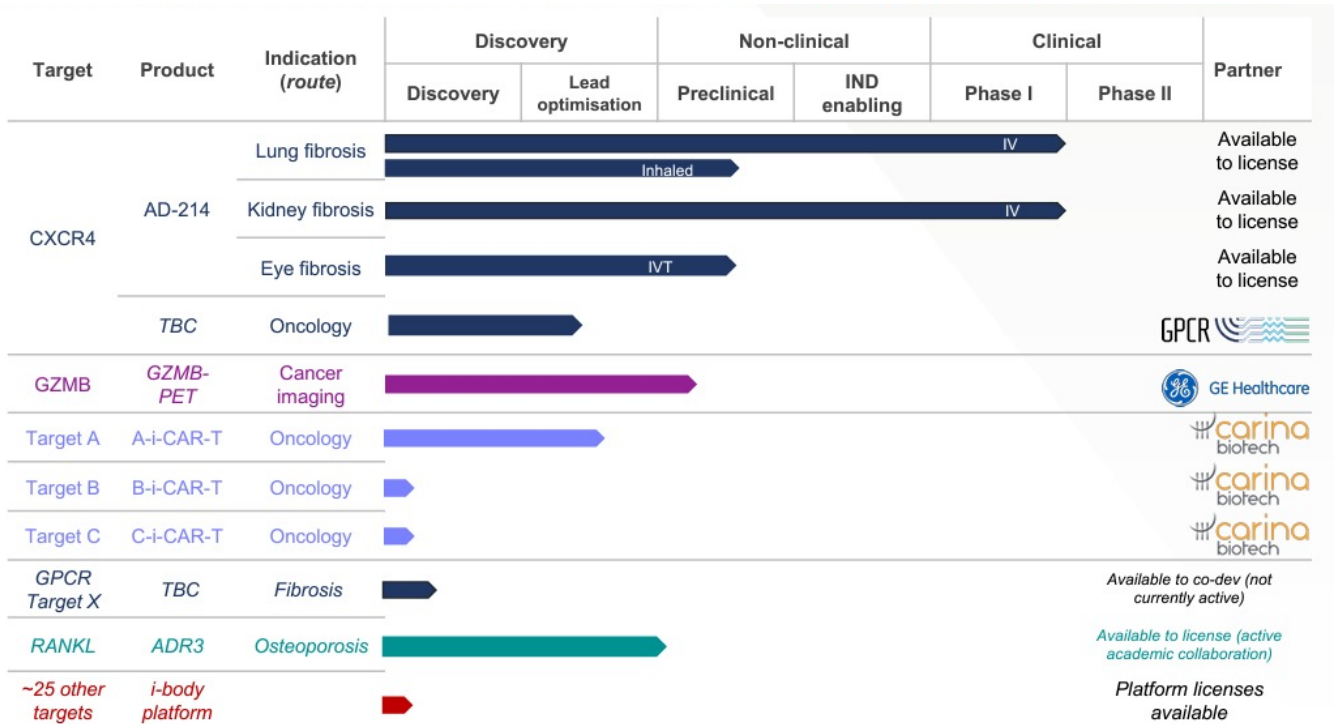 Target
Product
Indication
(route)
Discovery
Non-clinical
Clinical
Partner
Discovery
Lead
optimisation
Preclinical
IND
enabling
Phase I
Phase II
CXCR4
AD-214
Lung fibrosis
IV
Inhaled
Available
to license
Kidney fibrosis
IV
Available
to license
Eye fibrosis
IVT
Available
to license
TBC
Oncology
GPCR
GZMB
GZMB-
PET
Cancer
imaging
GE
GE Healthcare
Target A
A-i-CAR-T
Oncology
carina
biotech
Target B
B-i-CAR-T
Oncology
carina
biotech
Target C
C-i-CAR-T
Oncology
carina
biotech
GPCR
Target X
TBC
Fibrosis
Available to co-dev (not
currently active)
RANKL
ADR3
Osteoporosis
Available to license (active
academic collaboration)
~25 other
targets
i-body
platform
Platform licenses
available